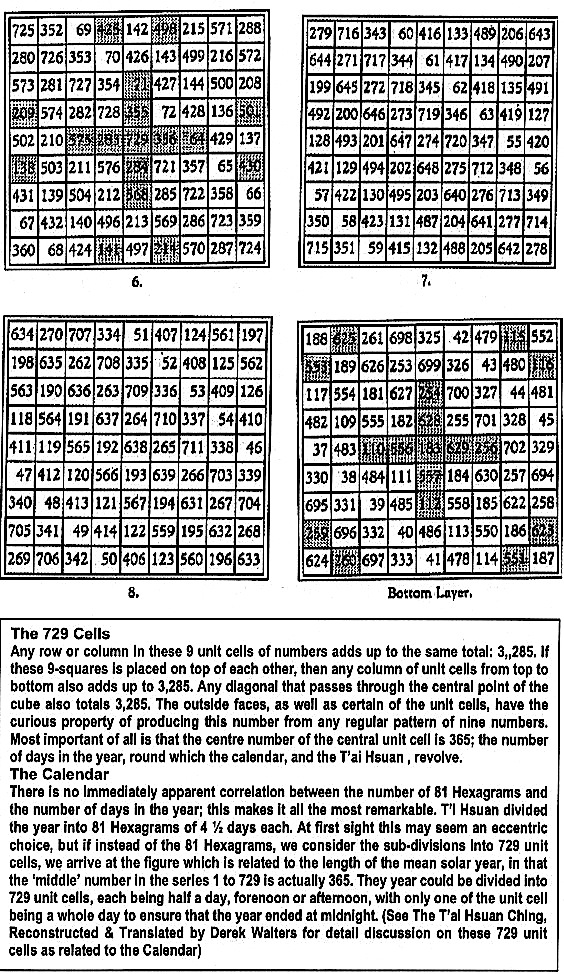 725 352 69 425 142 498 215 571 288
280 726 353 70 426 143 499 216 572
573 281 727 354 71 427 144 500 208
209 574 282 728 355 72 428 136 501
502 210 575 283 729 356 64 429 137
138 503 211 576 284 721 357 65 430
431 139 504 212 568 285 722 358 66
67 432 140 496 213 569 286 723 359
360 68 424 141 497 214 570 287 724
6.
279 716 343 60 416 133 489 206 643
644 271 717 344 61 417 134 490 207
199 645 272 718 345 62 418 135 491
492 200 646 273 719 346 63 419 127
128 493 201 647 274 720 347 55 420
421 129 494 202 648 275 712 348 56
57 422 130 495 203 640 276 713 349
350 58 423 131 487 204 641 277 714
715 351 59 415 132 488 205 642 278
7.
634 270 707 334 51 407 124 561 197
198 635 262 708 335 52 408 125 562
563 190 636 263 709 336 53 409 126
118 564 191 637 264 710 337 54 410
411 119 565 192 638 265 711 338 46
47 412 120 566 193 639 266 703 339
340 48 413 121 567 194 631 267 704
705 341 49 414 122 559 195 632 268
269 706 342 50 406 123 560 196 633
8.
188 625 261 698 325 42 479 115 552
553 189 626 253 699 326 43 480 116
117 554 181 627 254 700 327 44 481
482 109 555 182 628 255 701 328 45
37 483 110 556 183 629 256 702 329
330 38 484 111 557 184 630 257 694
695 331 39 485 112 558 185 622 258
259 696 332 40 486 113 550 186 623
624 260 697 333 41 478 114 551 187
Bottom Layer.
The 729 Cells
Any row or column in these 9 unit cells of numbers adds up to the same total: 3,,285. If
these 9-squares is placed on top of each other, then any column of unit cells from top to
bottom also adds up to 3,285. Any diagonal that passes through the central point of the
cube also totals 3,285. The outside faces, as well as certain of the unit cells, have the
curious property of producing this number from any regular pattern of nine numbers.
Most important of all is that the centre number of the central unit cell is 365; the number
of days in the year, round which the calendar, and the T'ai Hsuan , revolve.
The Calendar
There is no immediately apparent correlation between the number of 81 Hexagrams and
the number of days in the year; this makes it all the most remarkable. T'I Hsuan divided
the year into 81 Hexagrams of 4 ½ days each. At first sight this may seem an eccentric
choice, but if instead of the 81 Hexagrams, we consider the sub-divisions into 729 unit
cells, we arrive at the figure which is related to the length of the mean solar year, in that
the 'middle' number in the series 1 to 729 is actually 365. They year could be divided into
729 unit cells, each being half a day, forenoon or afternoon, with only one of the unit cell
being a whole day to ensure that the year ended at midnight. (See The T'ai Hsuan Ching,
Reconstructed & Translated by Derek Walters for detail discussion on these 729 unit
cells as related to the Calendar)